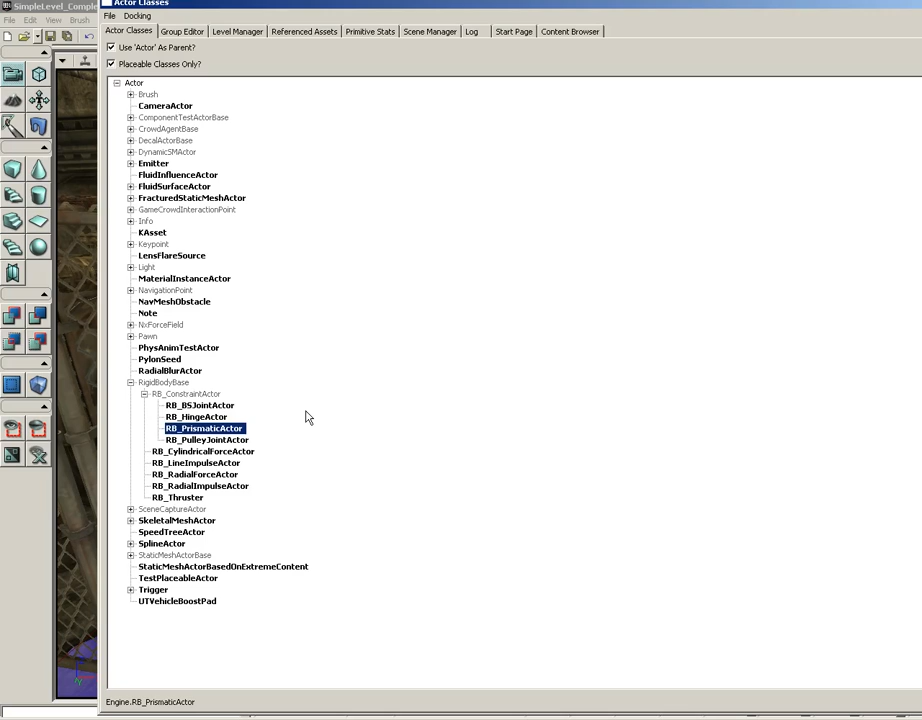 SimpleLevel_Comple
File Edit View Brush
Actor Classes
File Docking
Actor Classes Group Editor Level Manager Referenced Assets Primitive Stats Scene Manager Log Start Page Content Browser
Use 'Actor' As Parent?
Placeable Classes Only?
Actor
Brush
CameraActor
ComponentTestActorBase
CrowdAgentBase
DecalActorBase
DynamicSMActor
Emitter
FluidInfluenceActor
FluidSurfaceActor
FracturedStaticMeshActor
GameCrowdInteractionPoint
Info
KAsset
Keypoint
LensFlareSource
Light
MaterialInstanceActor
NavigationPoint
NavMeshObstacle
Note
NxForceField
Pawn
PhysAnimTestActor
PylonSeed
RadialBlurActor
RigidBodyBase
RB_ConstraintActor
RB_BSJointActor
RB_HingeActor
RB_PrismaticActor
RB_PulleyJointActor
RB_CylindricalForceActor
RB_LineImpulseActor
RB_RadialForceActor
RB_RadialImpulseActor
RB_Thruster
SceneCaptureActor
SkeletalMeshActor
SpeedTreeActor
SplineActor
StaticMeshActorBase
StaticMeshActorBasedOnExtremeContent
TestPlaceableActor
Trigger
UTVehicleBoostPad
Engine.RB_PrismaticActor